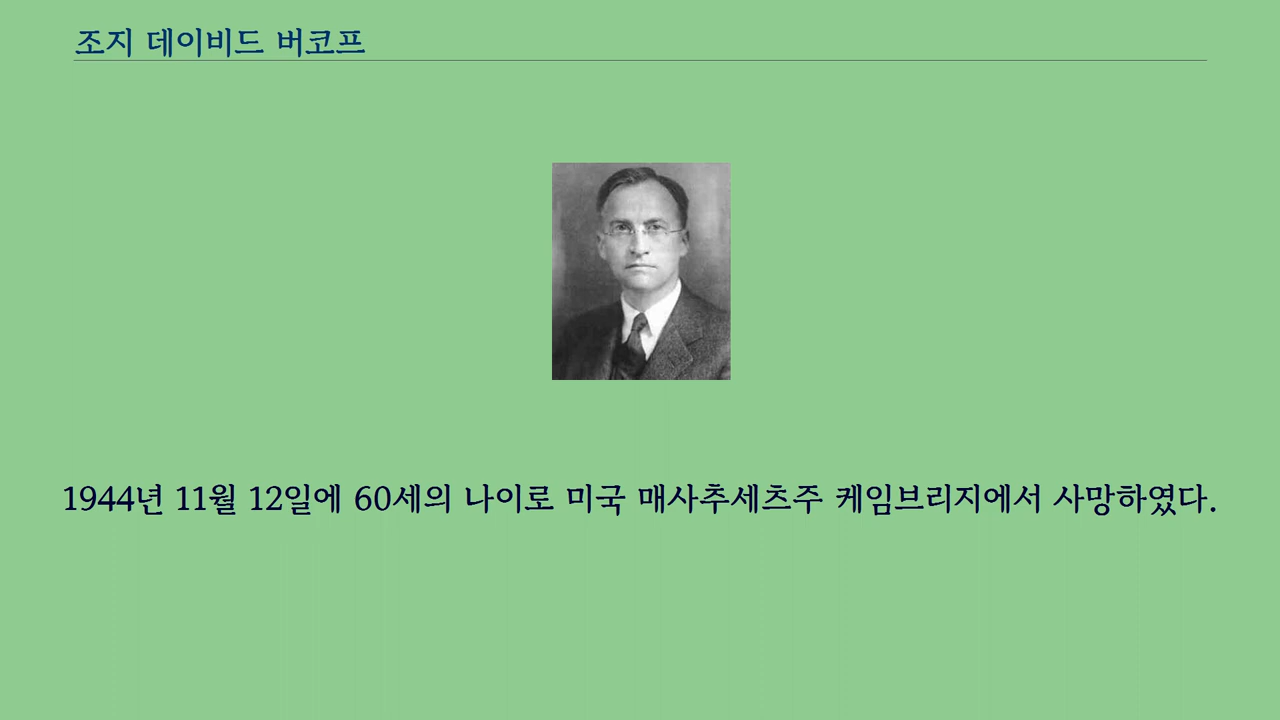 조지 데이비드 버코프
1944년 11월 12일에 60세의 나이로 미국 매사추세츠주 케임브리지에서 사망하였다.